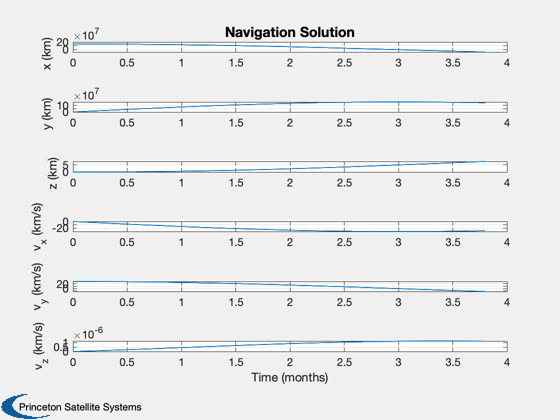 Navigation Solution
×10^7
x (km)
20
0
0 0.5 1 1.5 2 2.5 3 3.5 4
×10^7
y (km)
10
0
0 0.5 1 1.5 2 2.5 3 3.5 4
z (km)
5
0
0 0.5 1 1.5 2 2.5 3 3.5 4
v_x (km/s)
0
-20
0 0.5 1 1.5 2 2.5 3 3.5 4
v_y (km/s)
20
0
0 0.5 1 1.5 2 2.5 3 3.5 4
×10^-6
v_z (km/s)
1
0.5
0
0 0.5 1 1.5 2 2.5 3 3.5 4
Time (months)
Princeton Satellite Systems